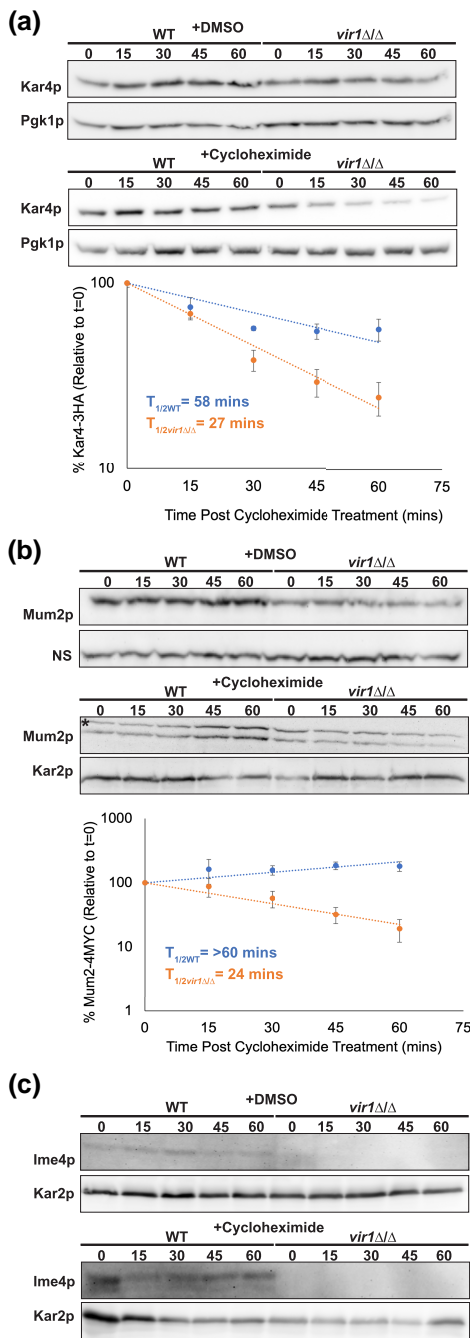 (a)
WT +DMSO vir1Δ/Δ
0 15 30 45 60 0 15 30 45 60
Kar4p
Pgk1p
WT +Cycloheximide vir1Δ/Δ
0 15 30 45 60 0 15 30 45 60
Kar4p
Pgk1p
% Kar4-3HA (Relative to t=0)
100
10
T1/2WT= 58 mins
T1/2vir1Δ/Δ= 27 mins
0 15 30 45 60 75
Time Post Cycloheximide Treatment (mins)
(b)
WT +DMSO vir1Δ/Δ
0 15 30 45 60 0 15 30 45 60
Mum2p
NS
WT +Cycloheximide vir1Δ/Δ
0 15 30 45 60 0 15 30 45 60
*
Mum2p
Kar2p
% Mum2-4MYC (Relative to t=0)
1000
100
10
1
T1/2WT= >60 mins
T1/2vir1Δ/Δ= 24 mins
0 15 30 45 60 75
Time Post Cycloheximide Treatment (mins)
(c)
WT +DMSO vir1Δ/Δ
0 15 30 45 60 0 15 30 45 60
Ime4p
Kar2p
WT +Cycloheximide vir1Δ/Δ
0 15 30 45 60 0 15 30 45 60
Ime4p
Kar2p